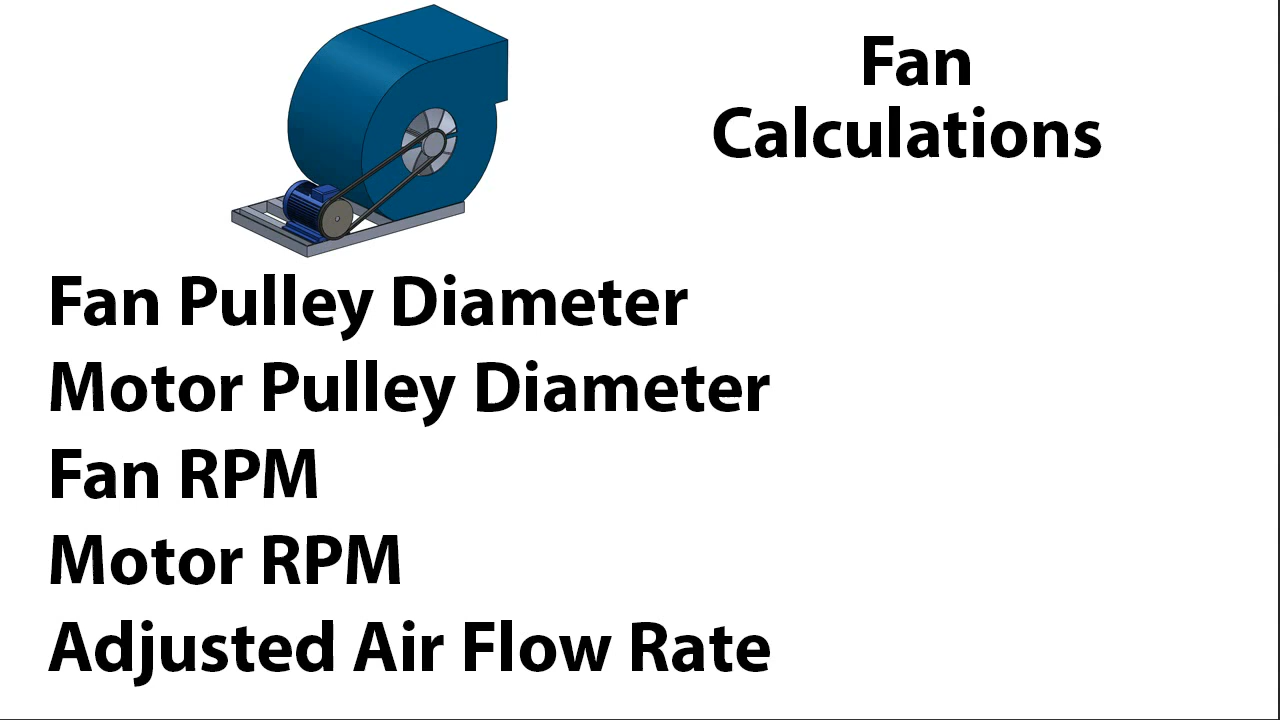 Fan
Calculations
Fan Pulley Diameter
Motor Pulley Diameter
Fan RPM
Motor RPM
Adjusted Air Flow Rate